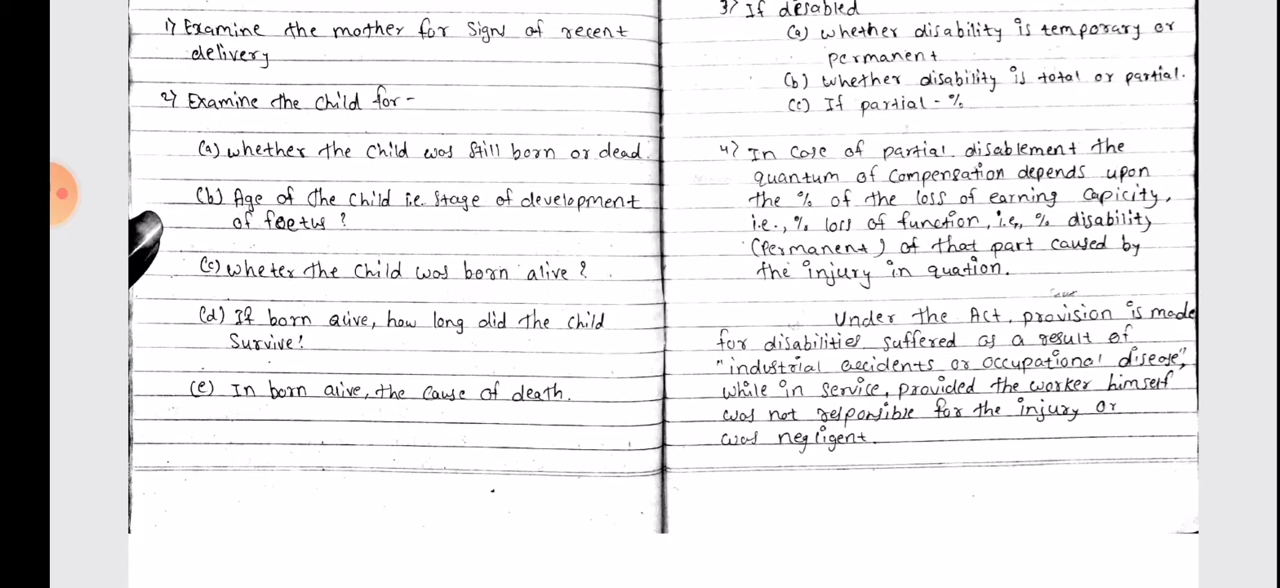 1) Examine the mother for Signs of recent
delivery
2) Examine the child for -
(a) whether the child was still born or dead.
(b) Age of the child i.e. stage of development
of foetus ?
(c) wheter the child was born alive ?
(d) If born alive, how long did the child
Survive!
(e) In born alive, the cause of death.
3) If desabled
(a) whether disability is temporary or
permanent
(b) whether disability is total or partial.
(c) If partial - %
4) In case of partial disablement the
quantum of compensation depends upon
the % of the loss of earning capicity,
i.e., % loss of function, i.e., % disability
(Permanent) of that part caused by
the injury in quation.
Under the Act, provision is made
for disabilities suffered as a result of
"industrial accidents or occupational disease",
while in service, provided the worker himself
was not responsible for the injury or
was negligent.